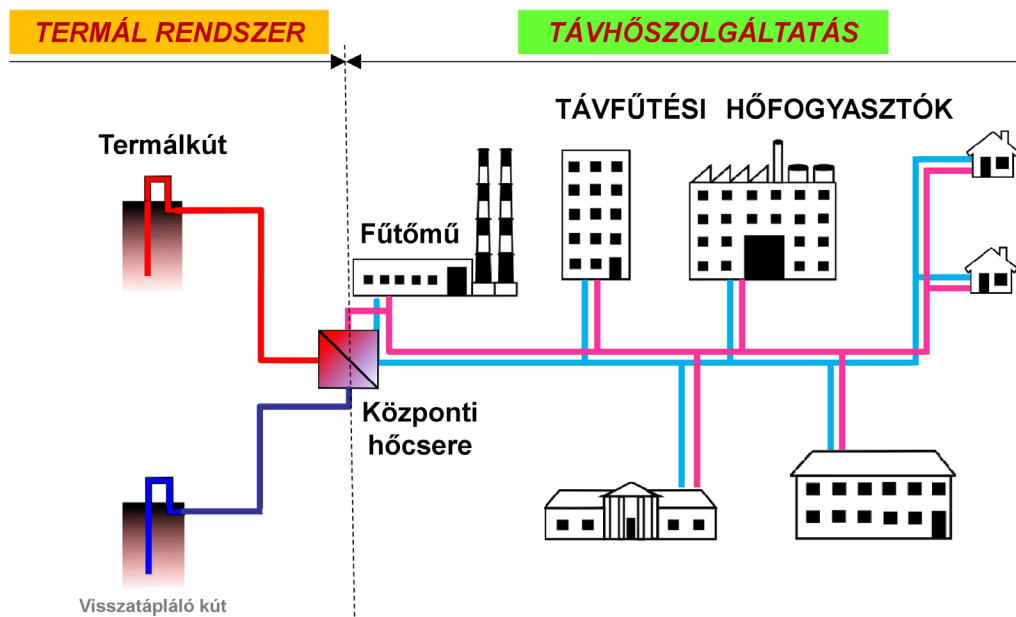 TERMÁL RENDSZER
TÁVHŐSZOLGÁLTATÁS
TÁVFŰTÉSI HŐFOGYASZTÓK
Termálkút
Fűtőmű
Központi
hőcsere
Visszatápláló kút